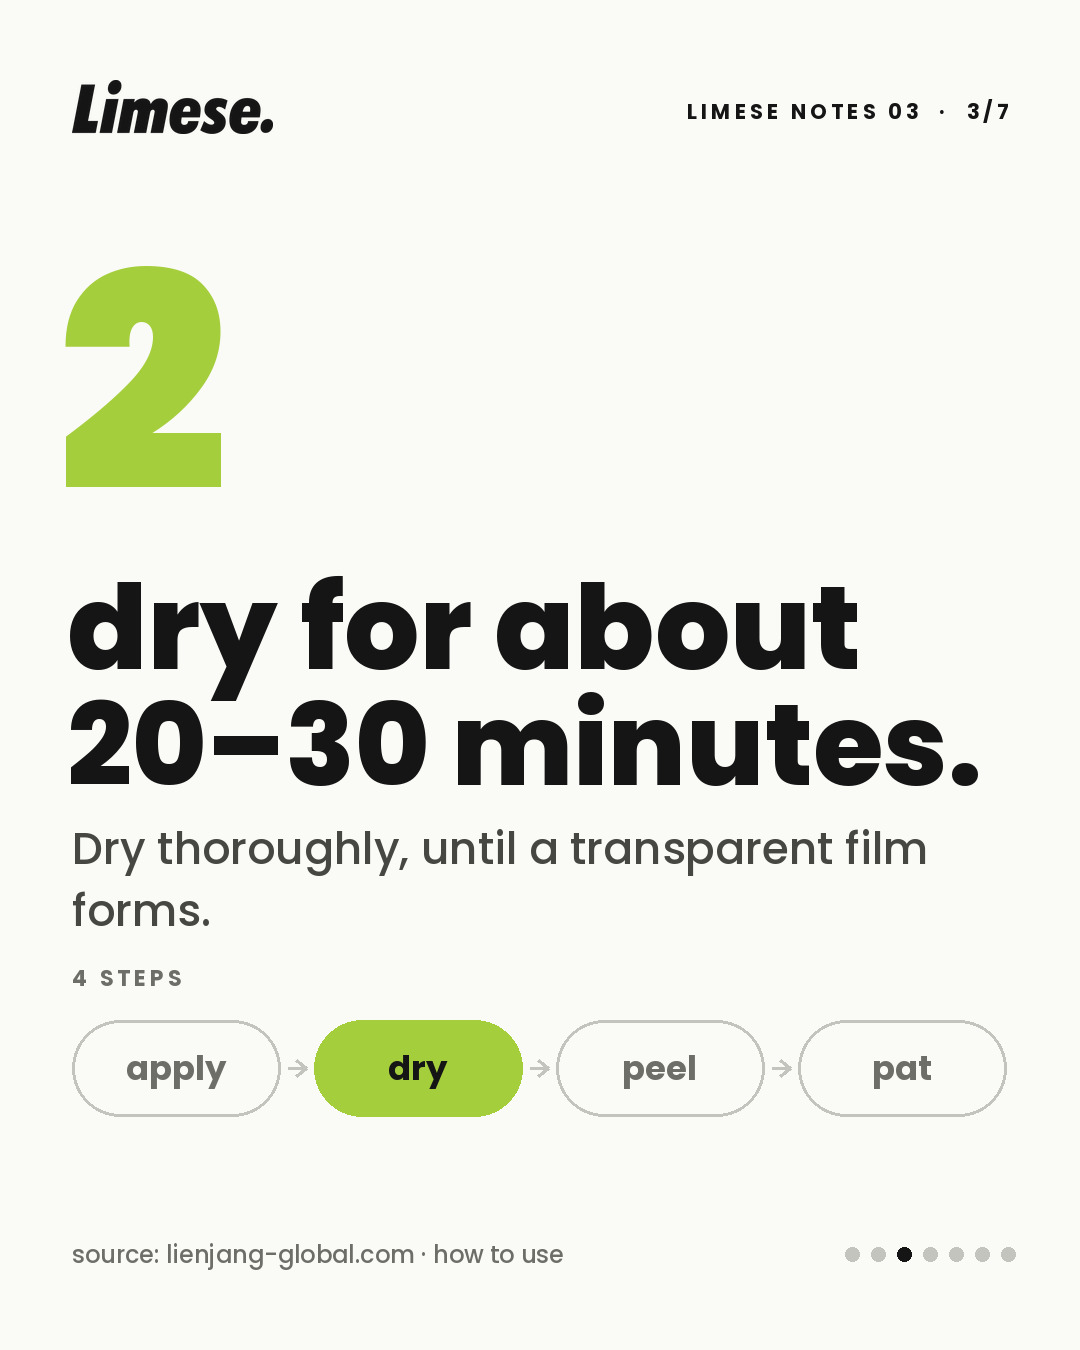 Limese.
LIMESE NOTES 03 · 3/7
2
dry for about
20–30 minutes.
Dry thoroughly, until a transparent film
forms.
4 STEPS
apply → dry → peel → pat
source: lienjang-global.com · how to use